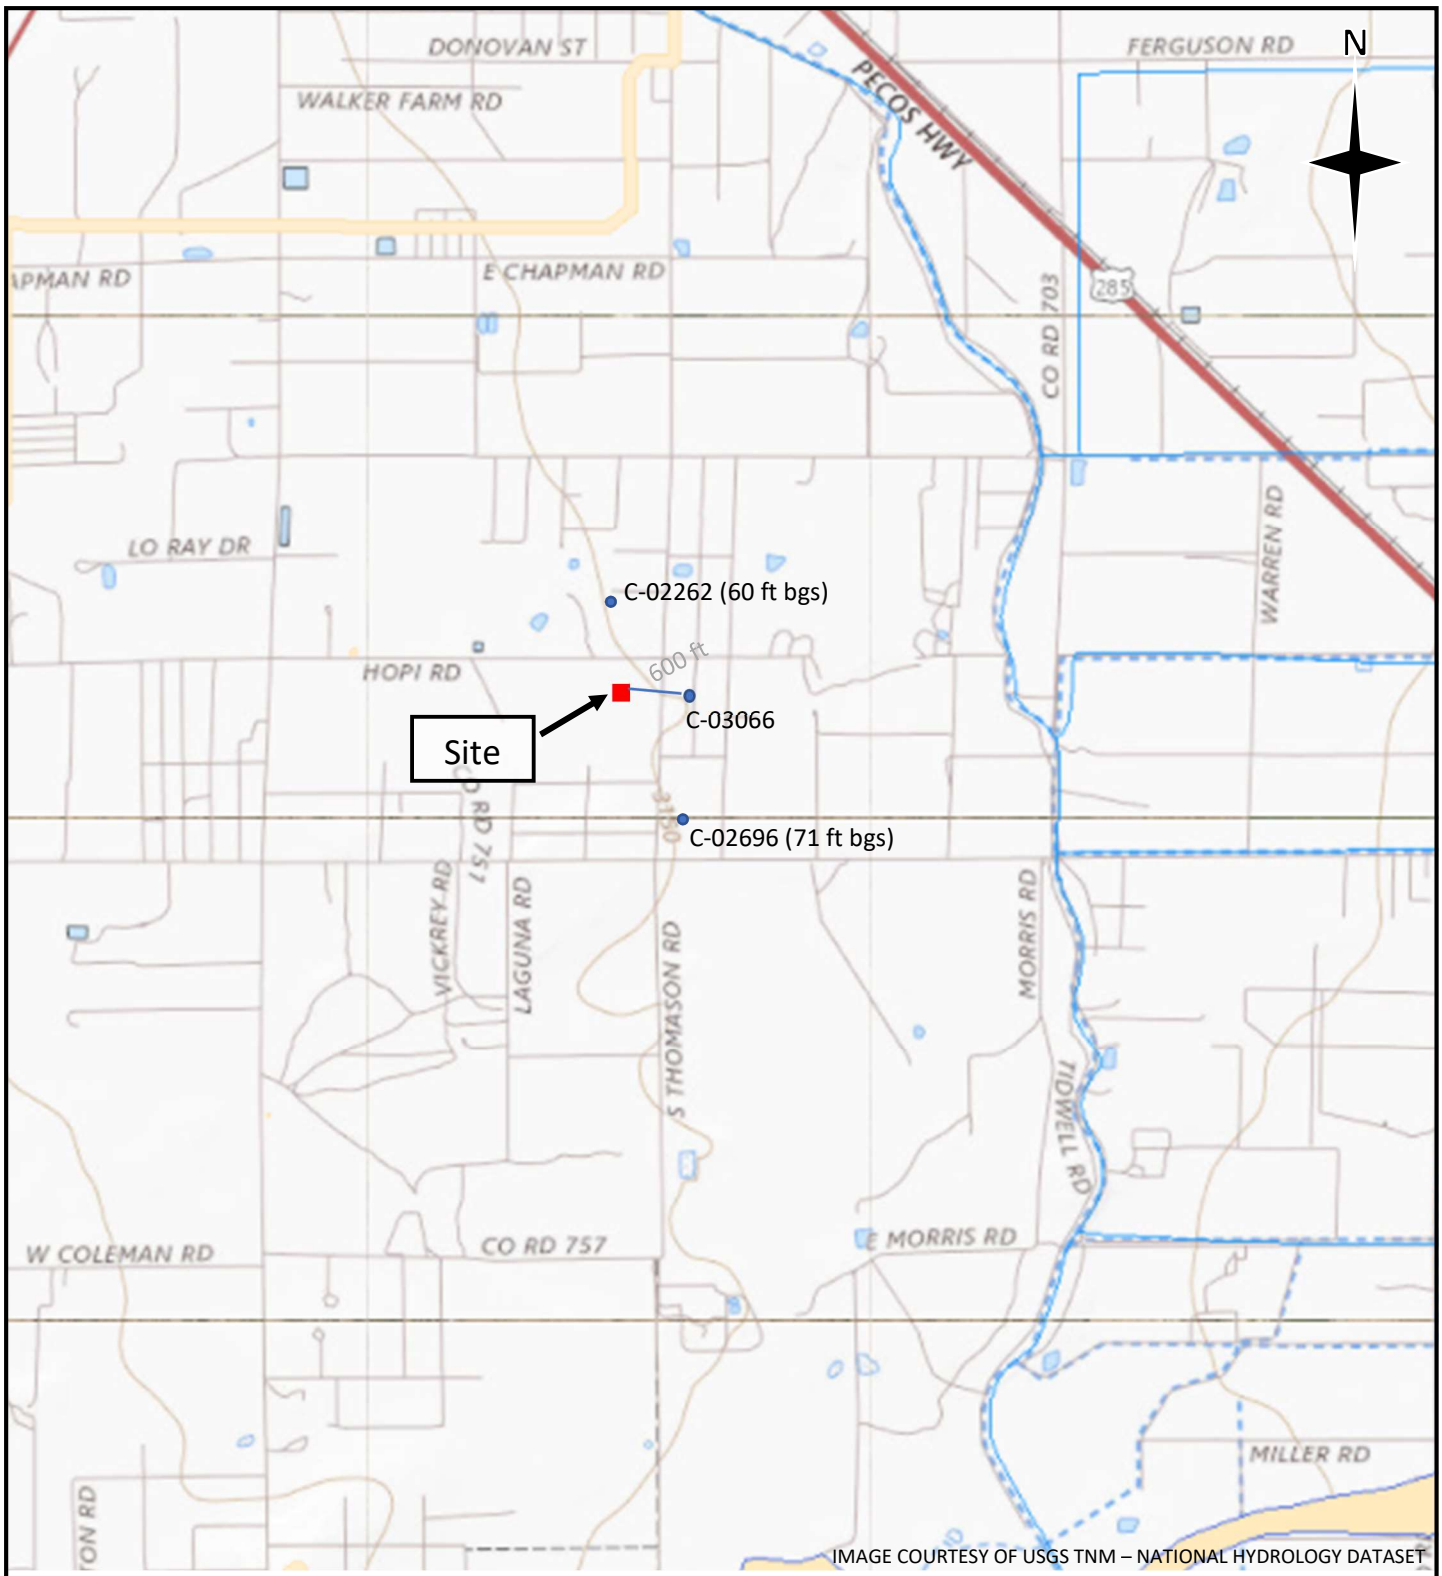 DONOVAN ST
FERGUSON RD
N
WALKER FARM RD
PECOS HWY
APMAN RD
E CHAPMAN RD
285
CO RD 703
LO RAY DR
WARREN RD
C-02262 (60 ft bgs)
HOPI RD
600 ft
C-03066
Site
CO RD 757
3150
C-02696 (71 ft bgs)
VICKREY RD
LAGUNA RD
S THOMASON RD
MORRIS RD
TIDWELL RD
W COLEMAN RD
CO RD 757
E MORRIS RD
MILLER RD
TON RD
IMAGE COURTESY OF USGS TNM – NATIONAL HYDROLOGY DATASET